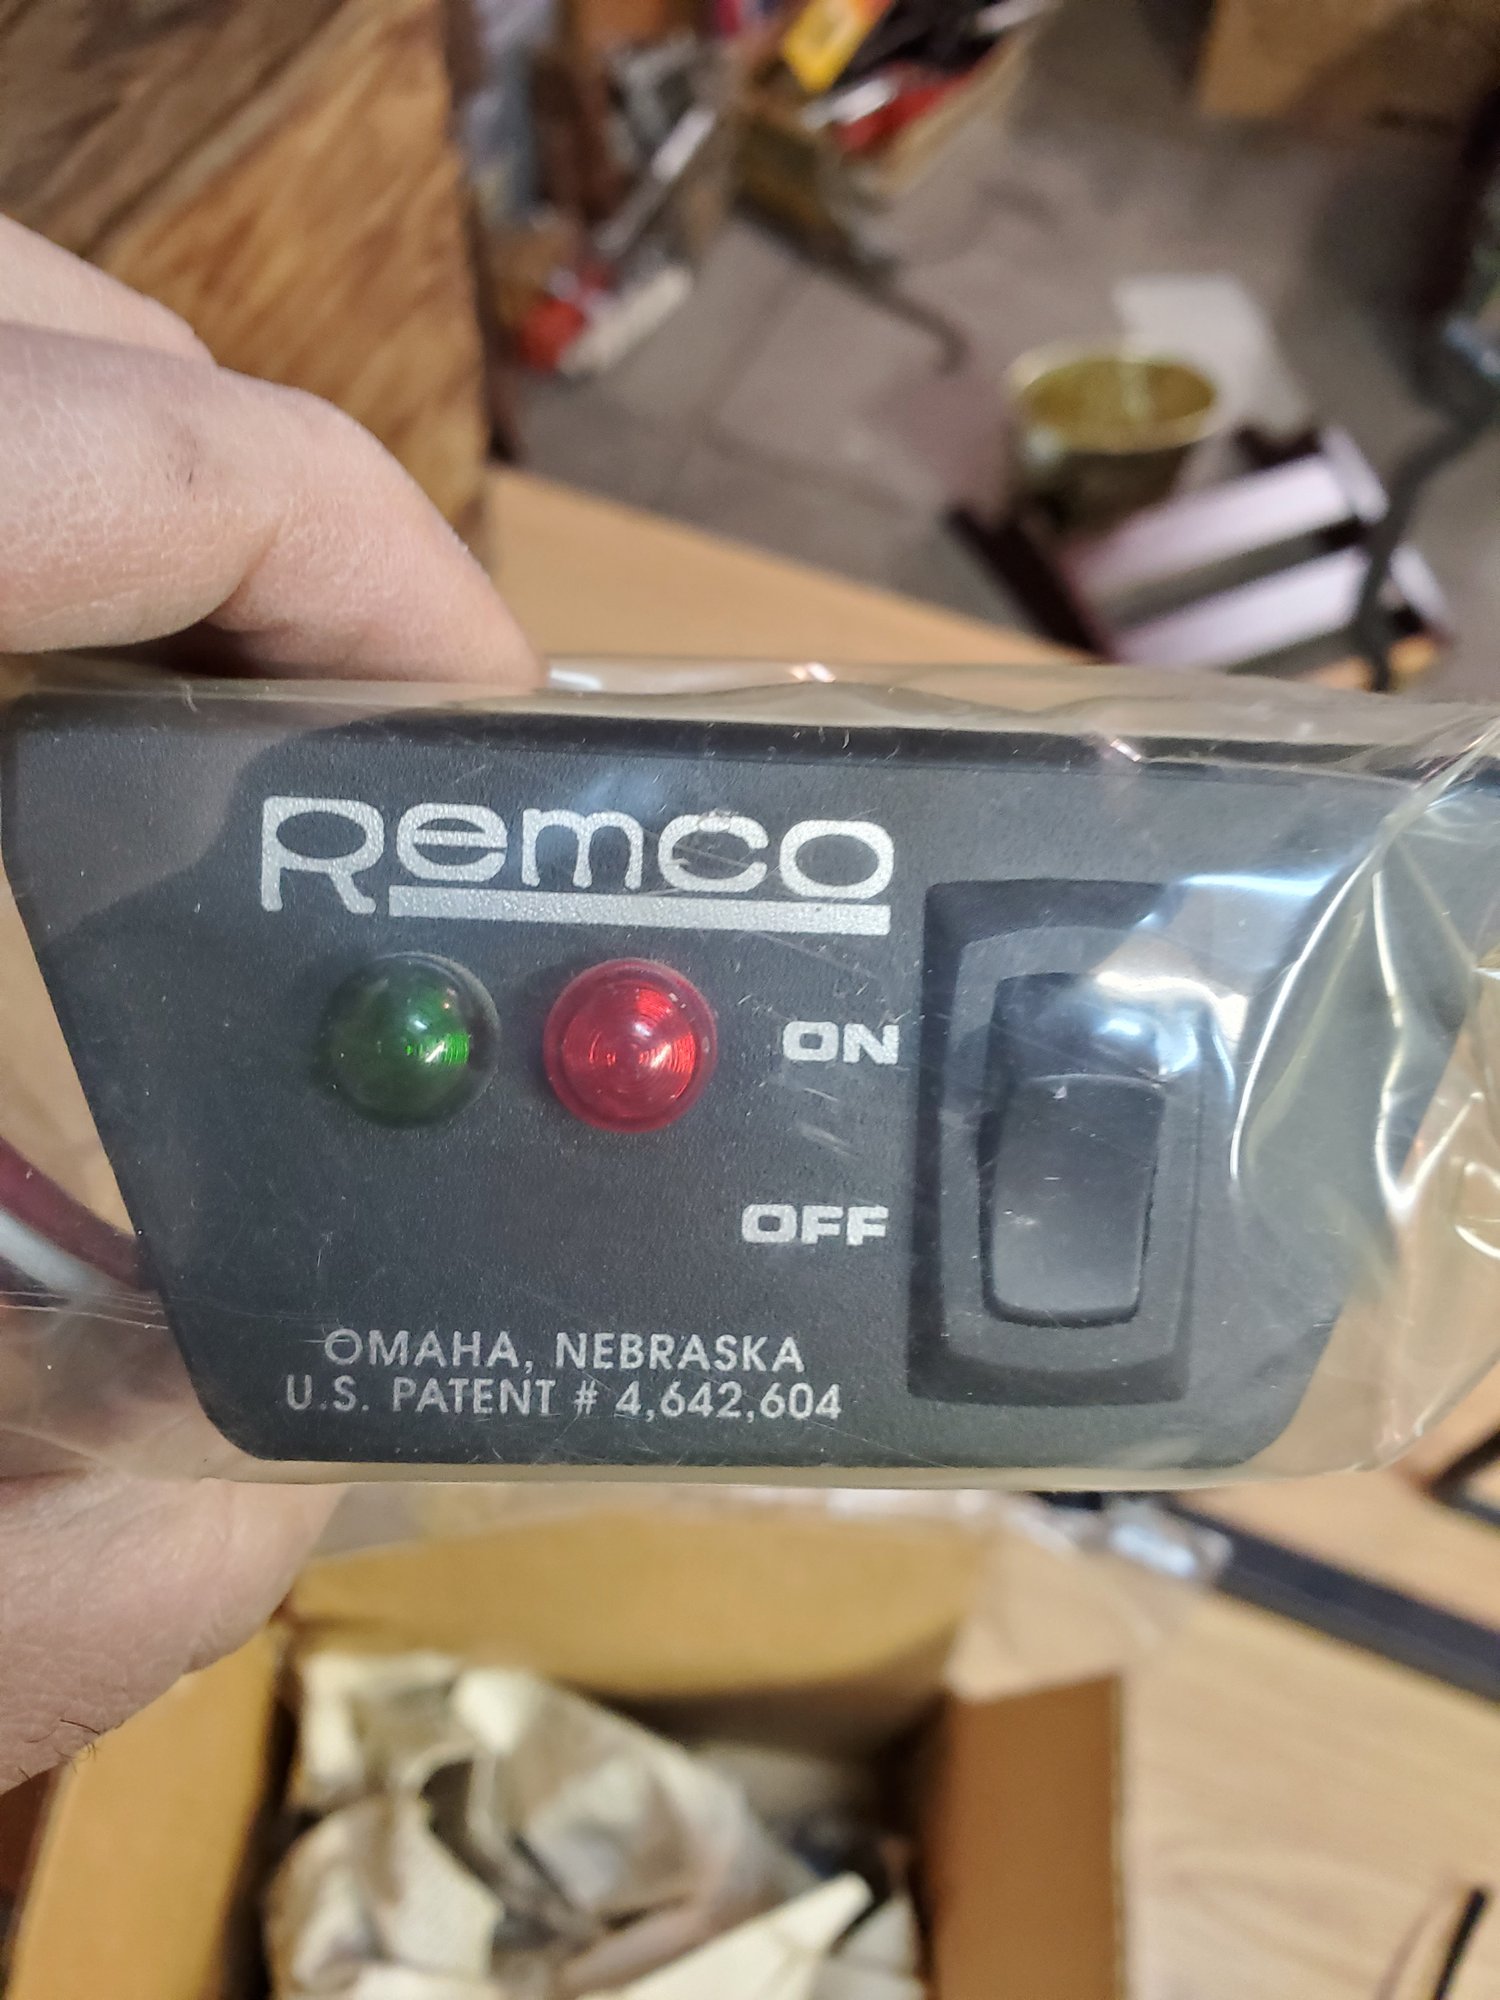 Remco
ON
OFF
OMAHA, NEBRASKA
U.S. PATENT # 4,642,604